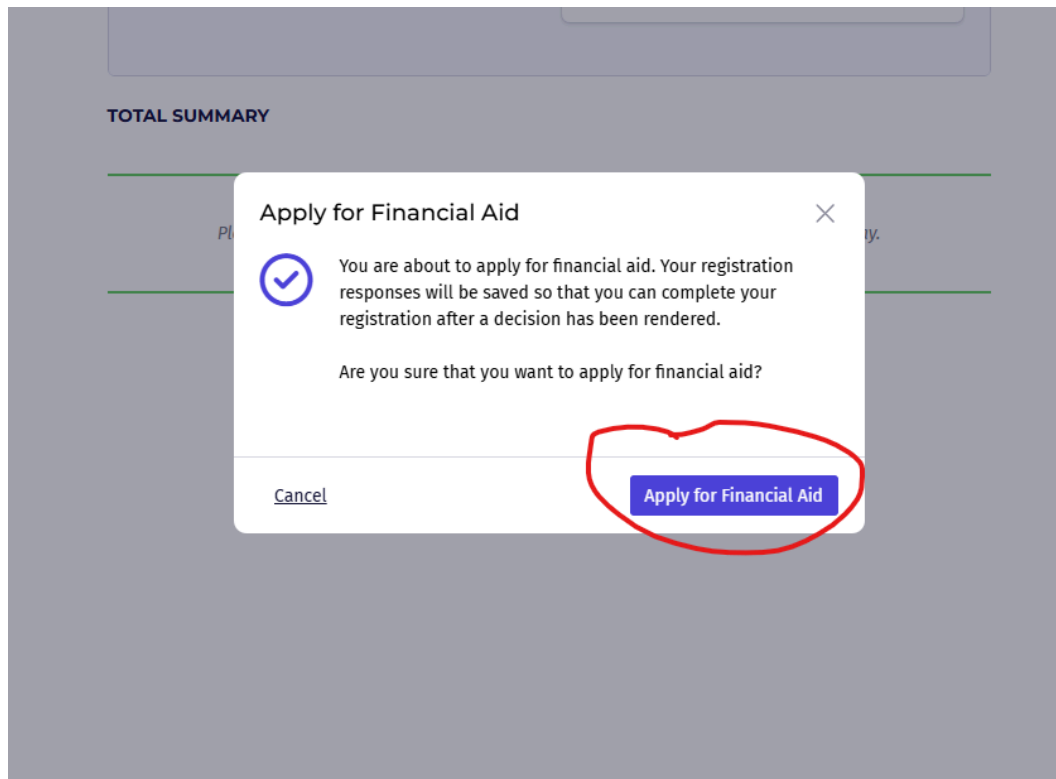 TOTAL SUMMARY
Apply for Financial Aid
You are about to apply for financial aid. Your registration
responses will be saved so that you can complete your
registration after a decision has been rendered.
Are you sure that you want to apply for financial aid?
Cancel
Apply for Financial Aid